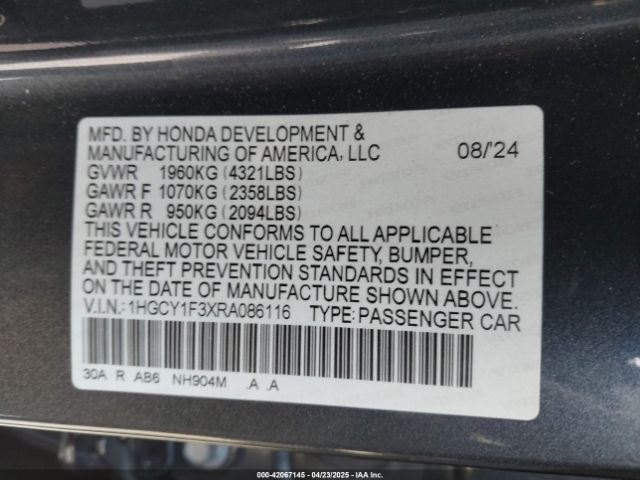 MFD. BY HONDA DEVELOPMENT &
MANUFACTURING OF AMERICA, LLC 08/'24
GVWR 1960KG (4321LBS)
GAWR F 1070KG (2358LBS)
GAWR R 950KG (2094LBS)
THIS VEHICLE CONFORMS TO ALL APPLICABLE
FEDERAL MOTOR VEHICLE SAFETY, BUMPER,
AND THEFT PREVENTION STANDARDS IN EFFECT
ON THE DATE OF MANUFACTURE SHOWN ABOVE.
V.I.N.:1HGCY1F3XRA086116 TYPE:PASSENGER CAR
30A R AB6 NH904M .A .A
000-42067145 - 04/23/2025 - IAA Inc.